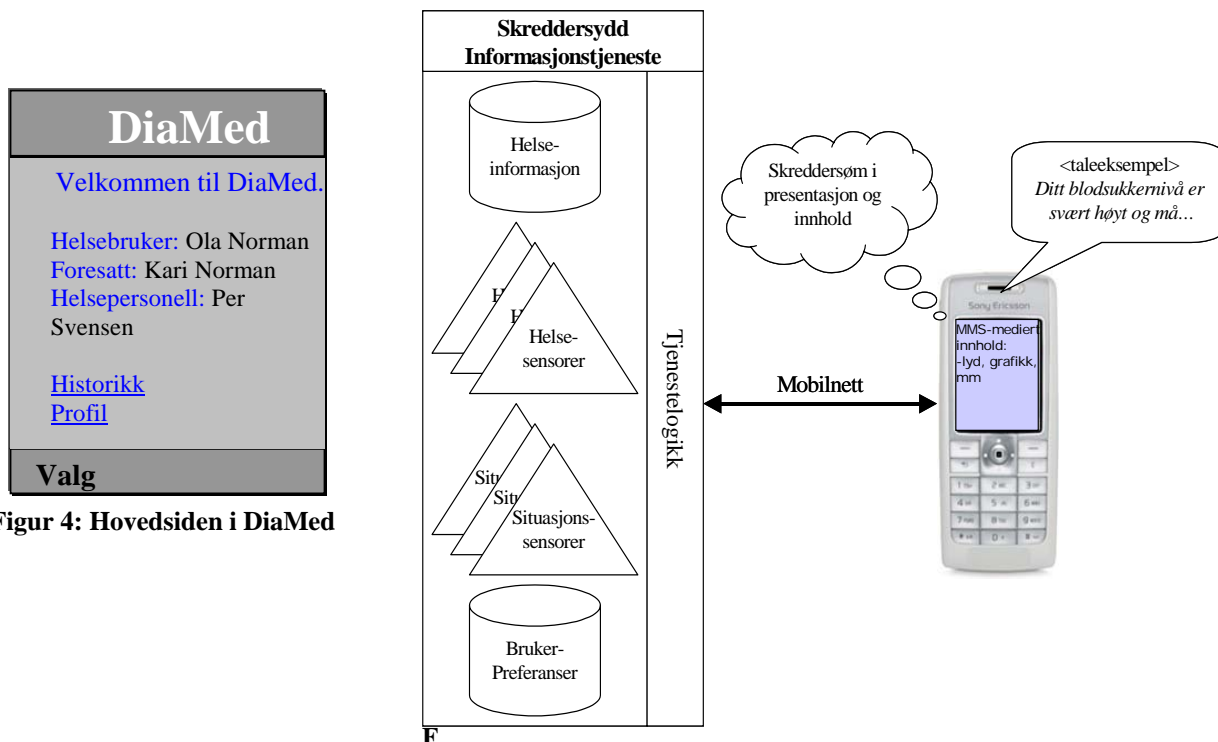 DiaMed
Velkommen til DiaMed.
Helsebruker: Ola Norman
Foresatt: Kari Norman
Helsepersonell: Per
Svensen
Historikk
Profil
Valg
Figur 4: Hovedsiden i DiaMed
Skreddersydd
Informasjonstjeneste
Helse-
informasjon
H
H
Helse-
sensorer
Situ
Situ
Situasjons-
sensorer
Bruker-
Preferanser
Tjenestelogikk
F
Mobilnett
Skreddersøm i
presentasjon og
innhold
<taleeksempel>
Ditt blodsukkernivå er
svært høyt og må…
Sony Ericsson
MMS-mediert
innhold:
-lyd, grafikk,
mm